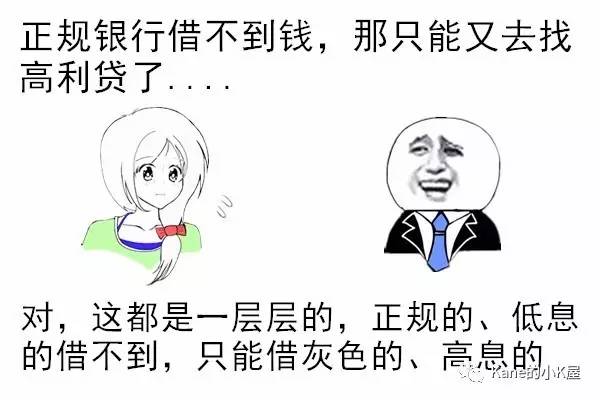 正规银行借不到钱，那只能又去找
高利贷了....
对，这都是一层层的，正规的、低息
的借不到，只能借灰色的、高息的
Kane的小K屋